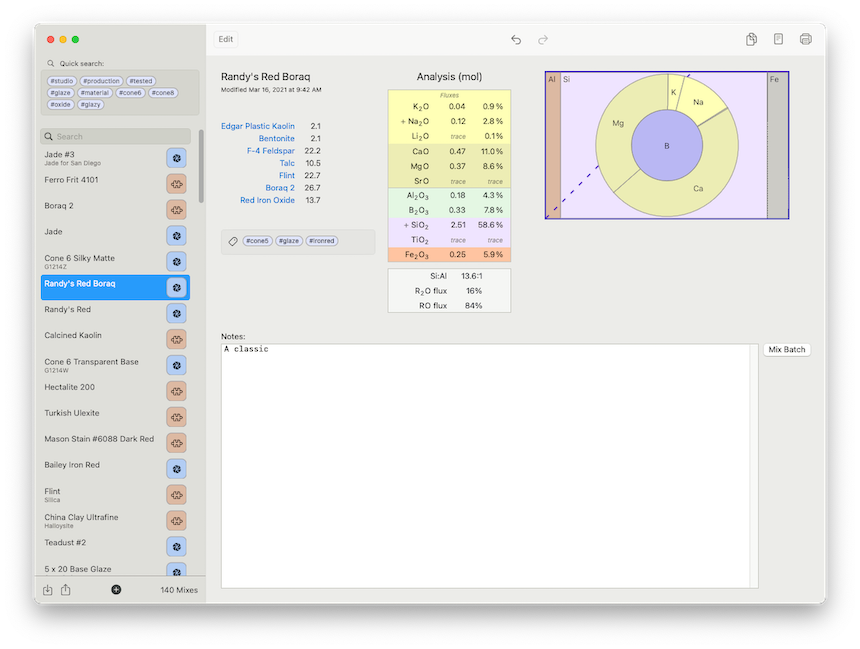 Edit
Quick search:
#studio #production #tested
#glaze #material #cone6 #cone8
#oxide #glazy
Search
Jade #3
Jade for San Diego
Ferro Frit 4101
Boraq 2
Jade
Cone 6 Silky Matte
G1214Z
Randy's Red Boraq
Randy's Red
Calcined Kaolin
Cone 6 Transparent Base
G1214W
Hectalite 200
Turkish Ulexite
Mason Stain #6088 Dark Red
Bailey Iron Red
Flint
Silica
China Clay Ultrafine
Halloysite
Teadust #2
5 x 20 Base Glaze
140 Mixes
Randy's Red Boraq
Modified Mar 16, 2021 at 9:42 AM
Edgar Plastic Kaolin 2.1
Bentonite 2.1
F-4 Feldspar 22.2
Talc 10.5
Flint 22.7
Boraq 2 26.7
Red Iron Oxide 13.7
#cone5 #glaze #ironred
Analysis (mol)
Fluxes
K₂O 0.04 0.9%
+ Na₂O 0.12 2.8%
Li₂O trace 0.1%
CaO 0.47 11.0%
MgO 0.37 8.6%
SrO trace trace
Al₂O₃ 0.18 4.3%
B₂O₃ 0.33 7.8%
+ SiO₂ 2.51 58.6%
TiO₂ trace trace
Fe₂O₃ 0.25 5.9%
Si:Al 13.6:1
R₂O flux 16%
RO flux 84%
Al Si Fe
K
Na
Mg
B
Ca
Notes:
A classic
Mix Batch